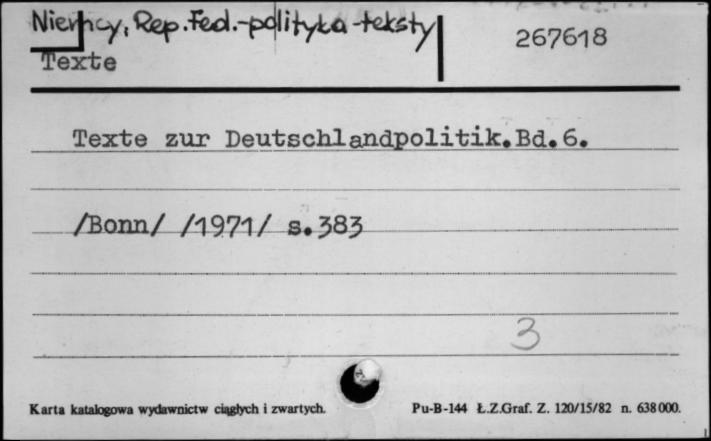 Niemcy, Rep. Fed.-polityka-teksty
267618
Texte
Texte zur Deutschlandpolitik.Bd.6.
/Bonn/ /1971/ s.383
3
Karta katalogowa wydawnictw ciągłych i zwartych.
Pu-B-144 Ł.Z.Graf. Z. 120/15/82 n. 638000.